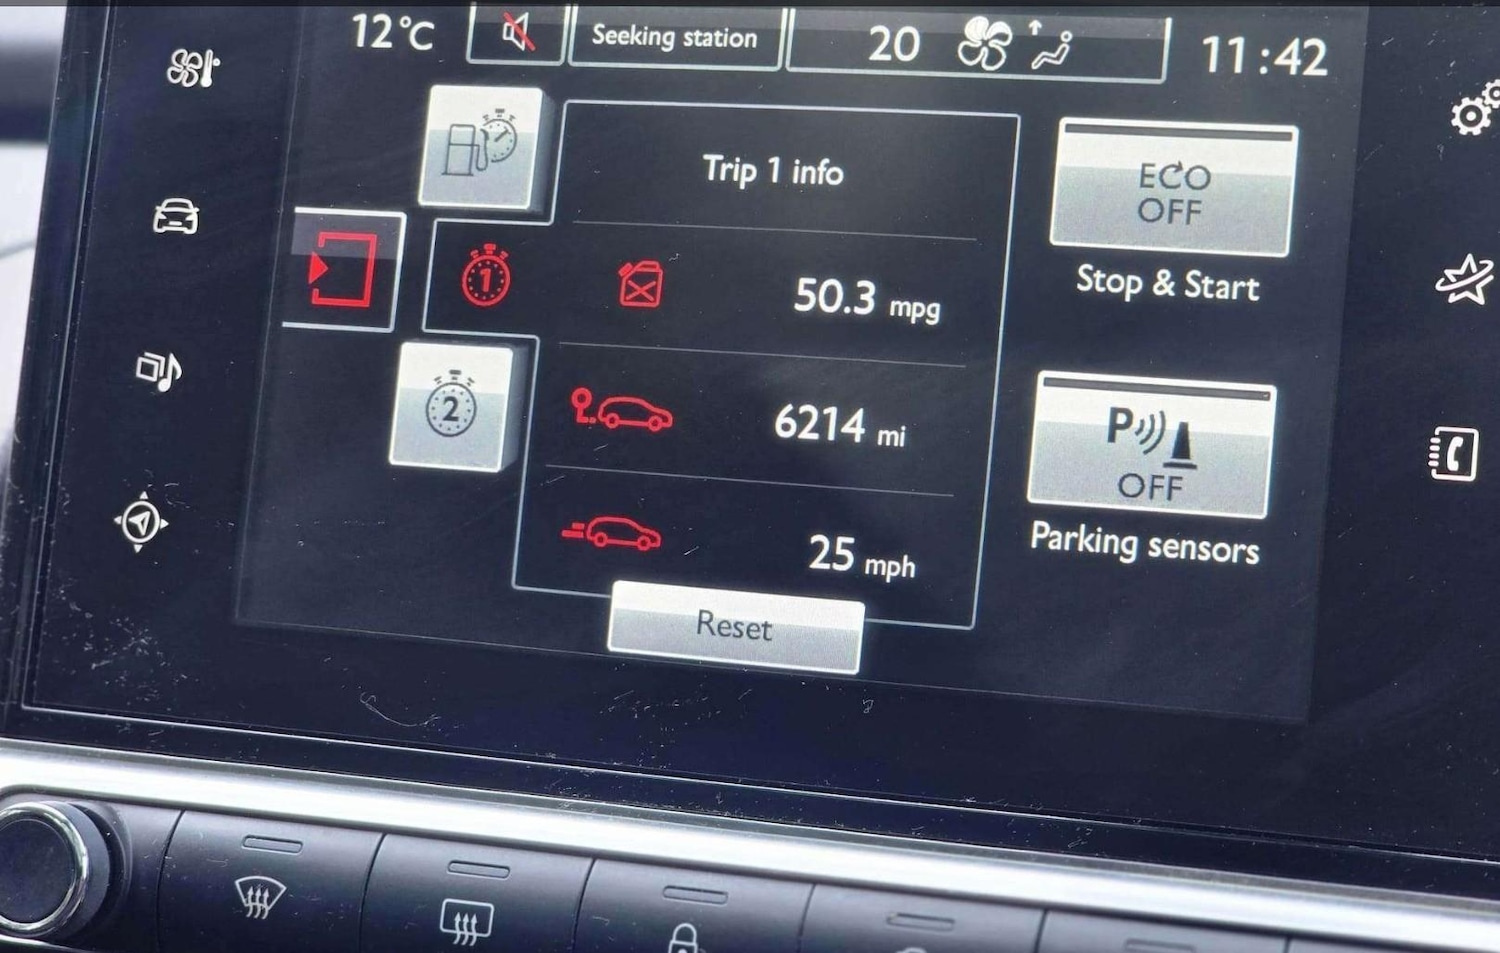 12°C
Seeking station
20
11:42
Trip 1 info
1
50.3 mpg
6214 mi
25 mph
2
Reset
ECO
OFF
Stop & Start
P
OFF
Parking sensors